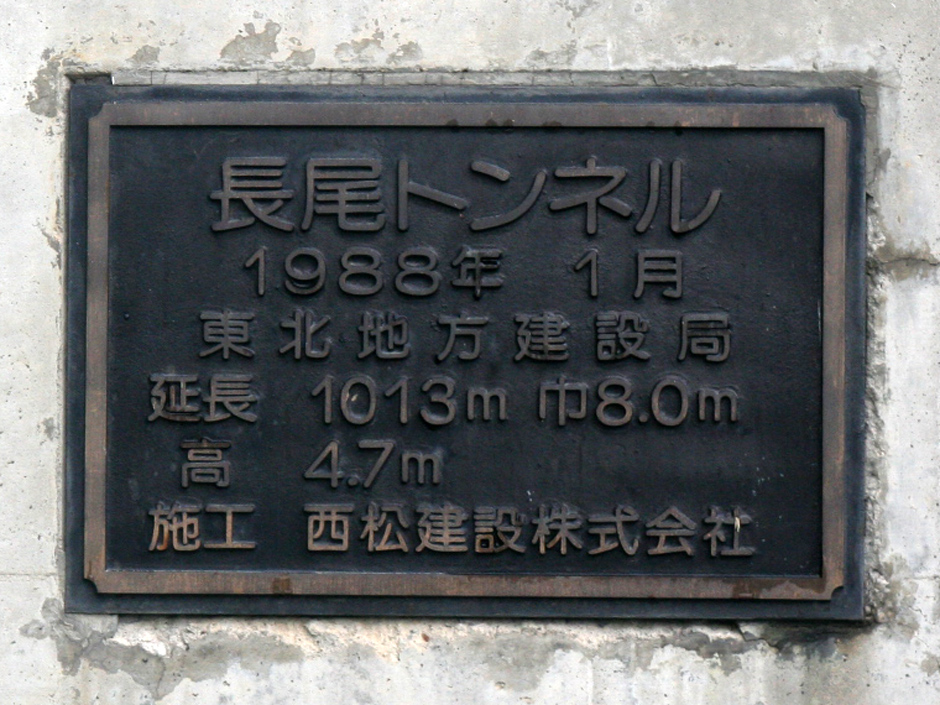 長尾トンネル
1988年 1月
東北地方建設局
延長 1013m 巾8.0m
高 4.7m
施工 西松建設株式会社